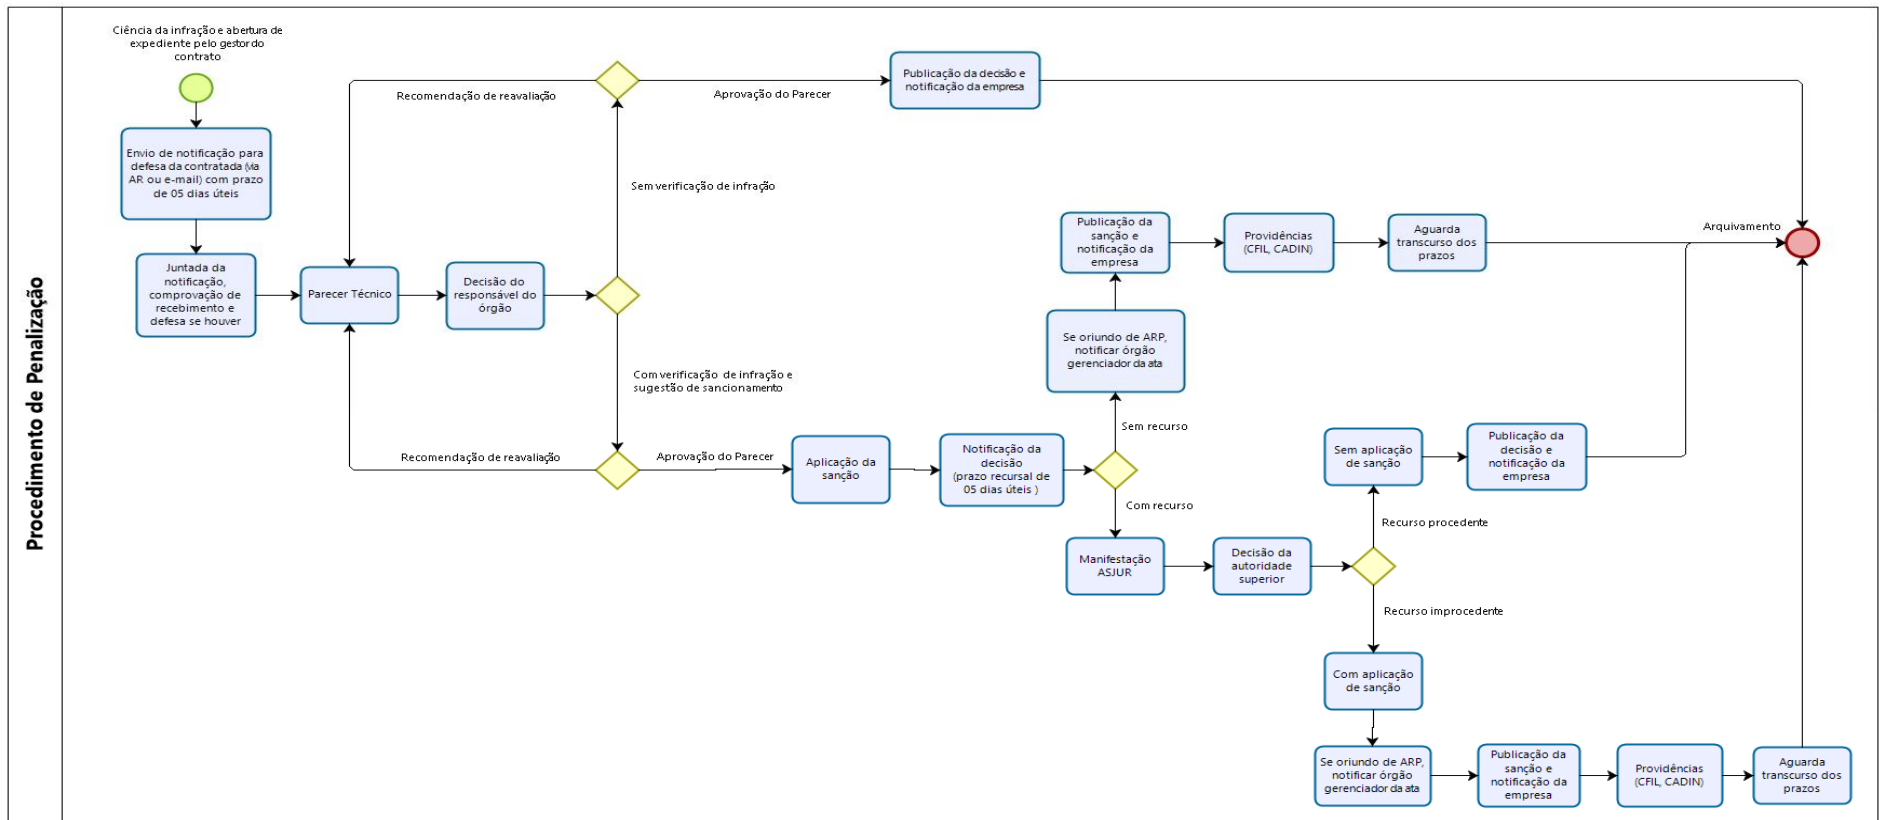 Procedimento de Penalização
Ciência da infração e abertura de
expediente pelo gestor do
contrato
Envio de notificação para
defesa da contratada (via
AR ou e-mail) com prazo
de 05 dias úteis
Juntada da
notificação,
comprovação de
recebimento e
defesa se houver
Parecer Técnico
Decisão do
responsável do
órgão
Recomendação de reavaliação
Aprovação do Parecer
Publicação da decisão e
notificação da empresa
Sem verificação de infração
Com verificação de infração e
sugestão de sancionamento
Recomendação de reavaliação
Aprovação do Parecer
Aplicação da
sanção
Notificação da
decisão
(prazo recursal de
05 dias úteis )
Sem recurso
Se oriundo de ARP,
notificar órgão
gerenciador da ata
Publicação da
sanção e
notificação da
empresa
Providências
(CFIL, CADIN)
Aguarda
transcurso dos
prazos
Arquivamento
Com recurso
Manifestação
ASJUR
Decisão da
autoridade
superior
Recurso procedente
Sem aplicação
de sanção
Publicação da
decisão e
notificação da
empresa
Recurso improcedente
Com aplicação
de sanção
Se oriundo de ARP,
notificar órgão
gerenciador da ata
Publicação da
sanção e
notificação da
empresa
Providências
(CFIL, CADIN)
Aguarda
transcurso dos
prazos